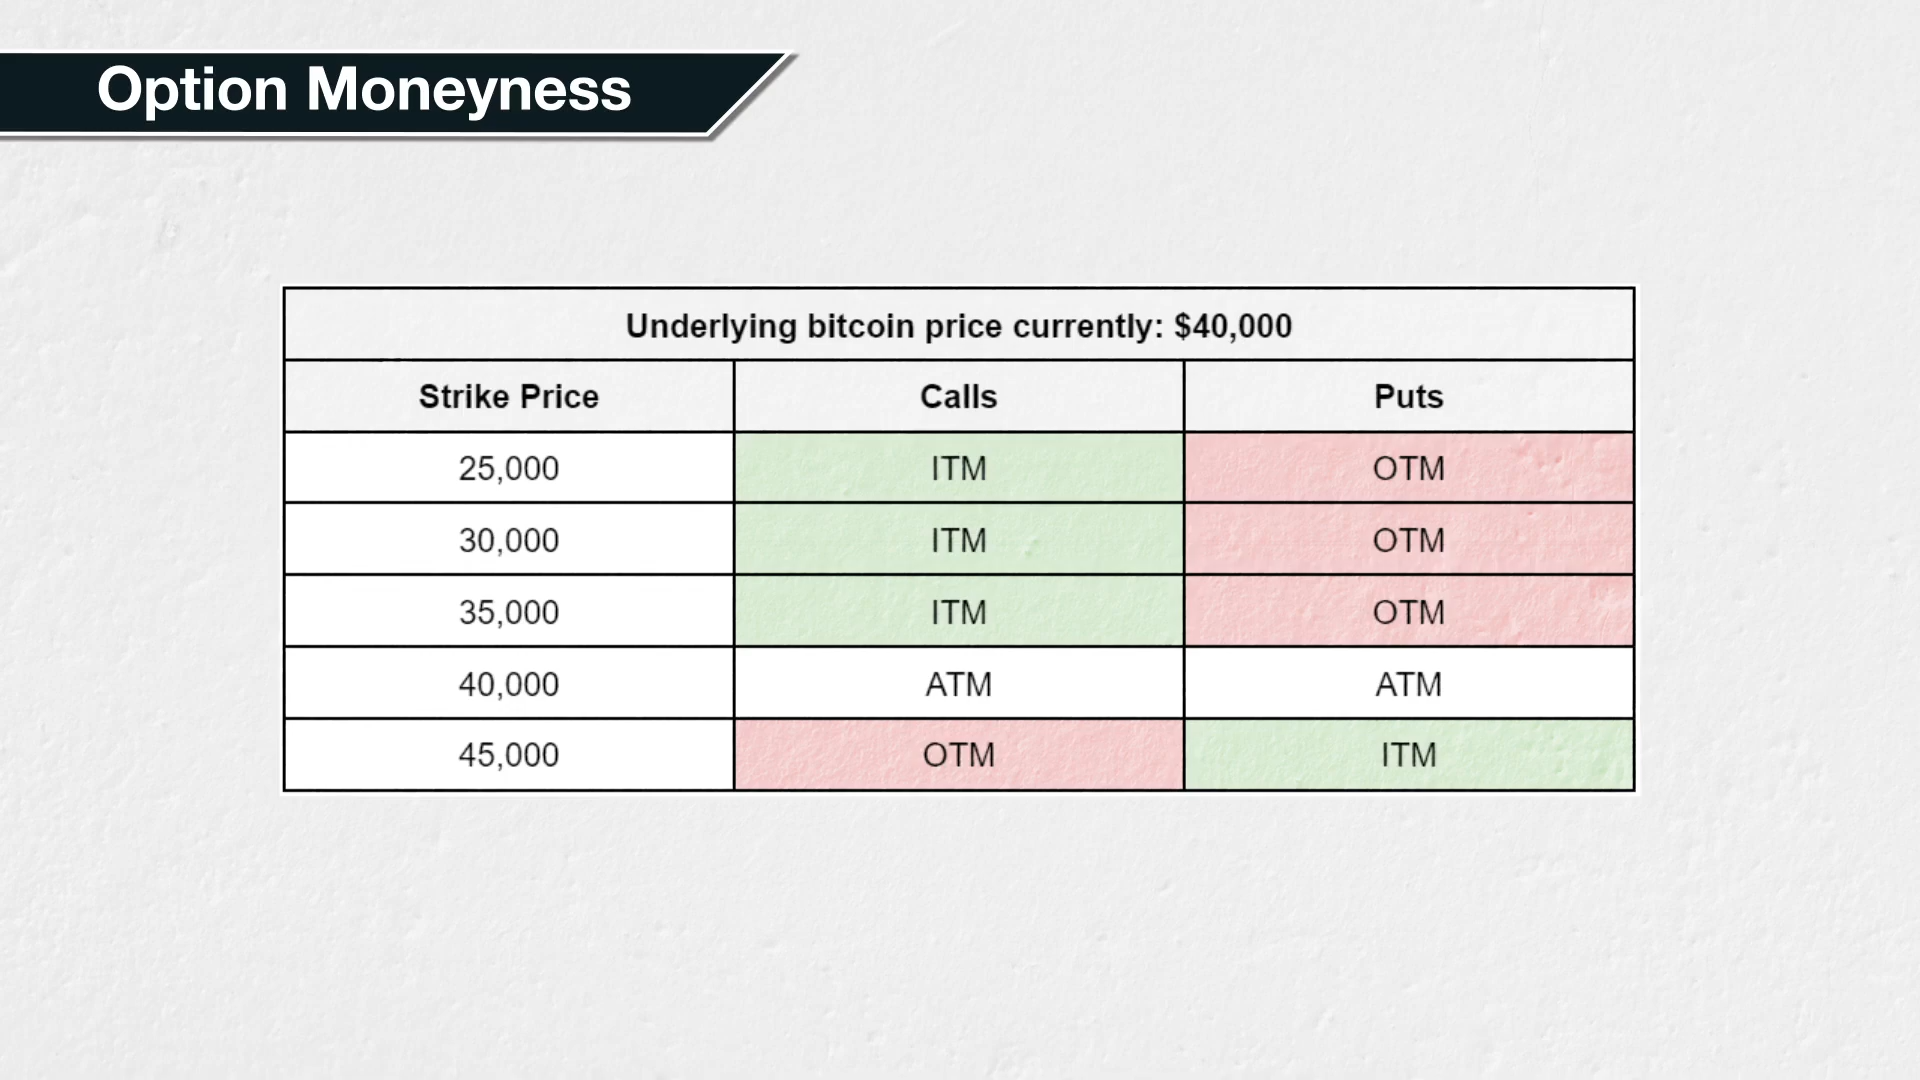 Option Moneyness
Underlying bitcoin price currently: $40,000
Strike Price Calls Puts
25,000 ITM OTM
30,000 ITM OTM
35,000 ITM OTM
40,000 ATM ATM
45,000 OTM ITM